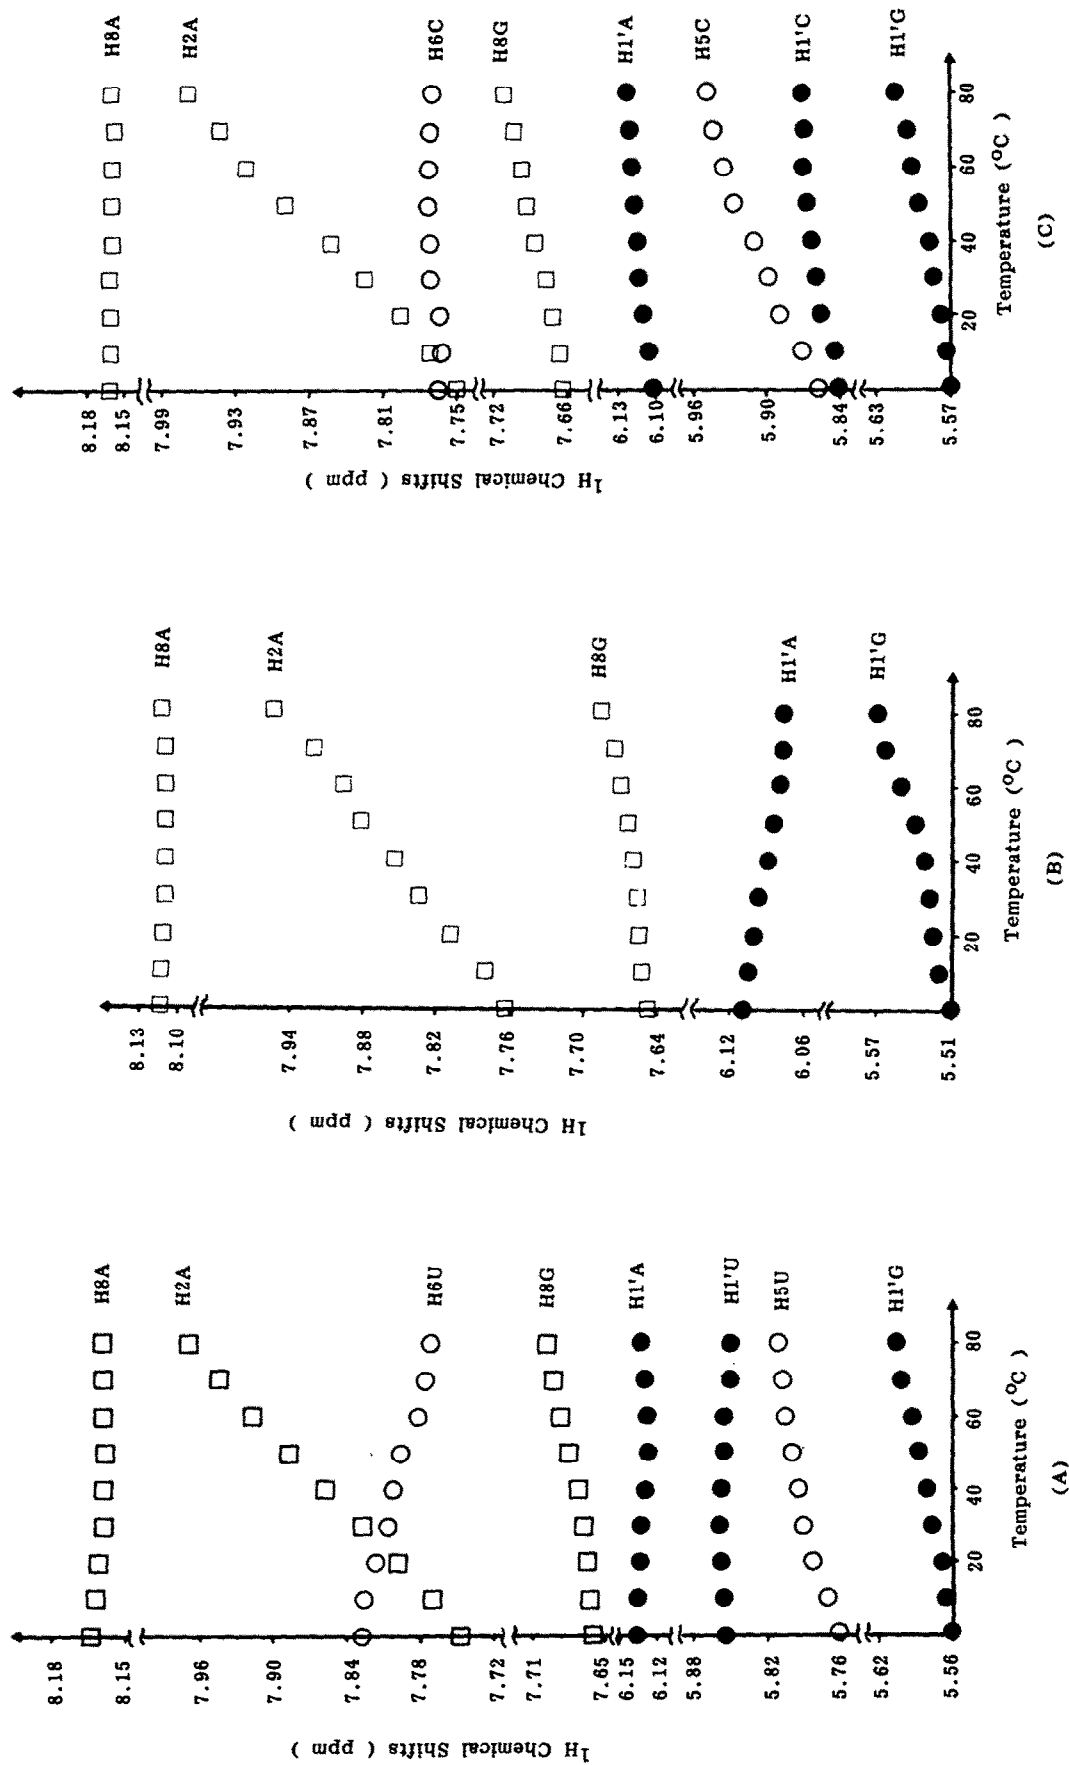 8.18
8.15
7.96
7.90
7.84
7.78
7.72
7.71
7.65
6.15
6.12
5.88
5.82
5.76
5.62
5.56
¹H Chemical Shifts ( ppm )
H8A
H2A
H6U
H8G
H1'A
H1'U
H5U
H1'G
20
40
60
80
Temperature (°C )
(A)
8.13
8.10
7.94
7.88
7.82
7.76
7.70
7.64
6.12
6.06
5.57
5.51
¹H Chemical Shifts ( ppm )
H8A
H2A
H8G
H1'A
H1'G
20
40
60
80
Temperature (°C )
(B)
8.18
8.15
7.99
7.93
7.87
7.81
7.75
7.72
7.66
6.13
6.10
5.96
5.90
5.84
5.63
5.57
¹H Chemical Shifts ( ppm )
H8A
H2A
H6C
H8G
H1'A
H5C
H1'C
H1'G
20
40
60
80
Temperature (°C )
(C)